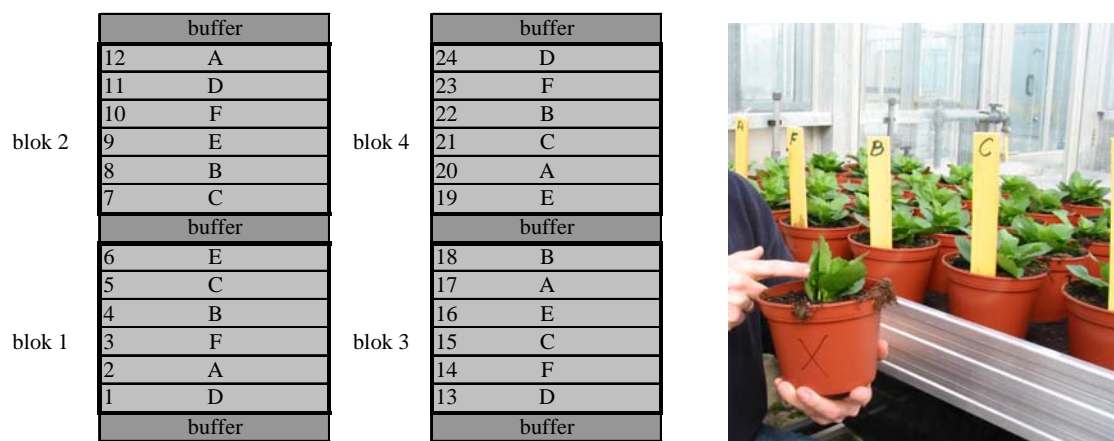 buffer
12 A
11 D
10 F
blok 2 9 E
8 B
7 C
buffer
6 E
5 C
4 B
blok 1 3 F
2 A
1 D
buffer
buffer
24 D
23 F
22 B
blok 4 21 C
20 A
19 E
buffer
18 B
17 A
16 E
blok 3 15 C
14 F
13 D
buffer
A
F
B
C
X